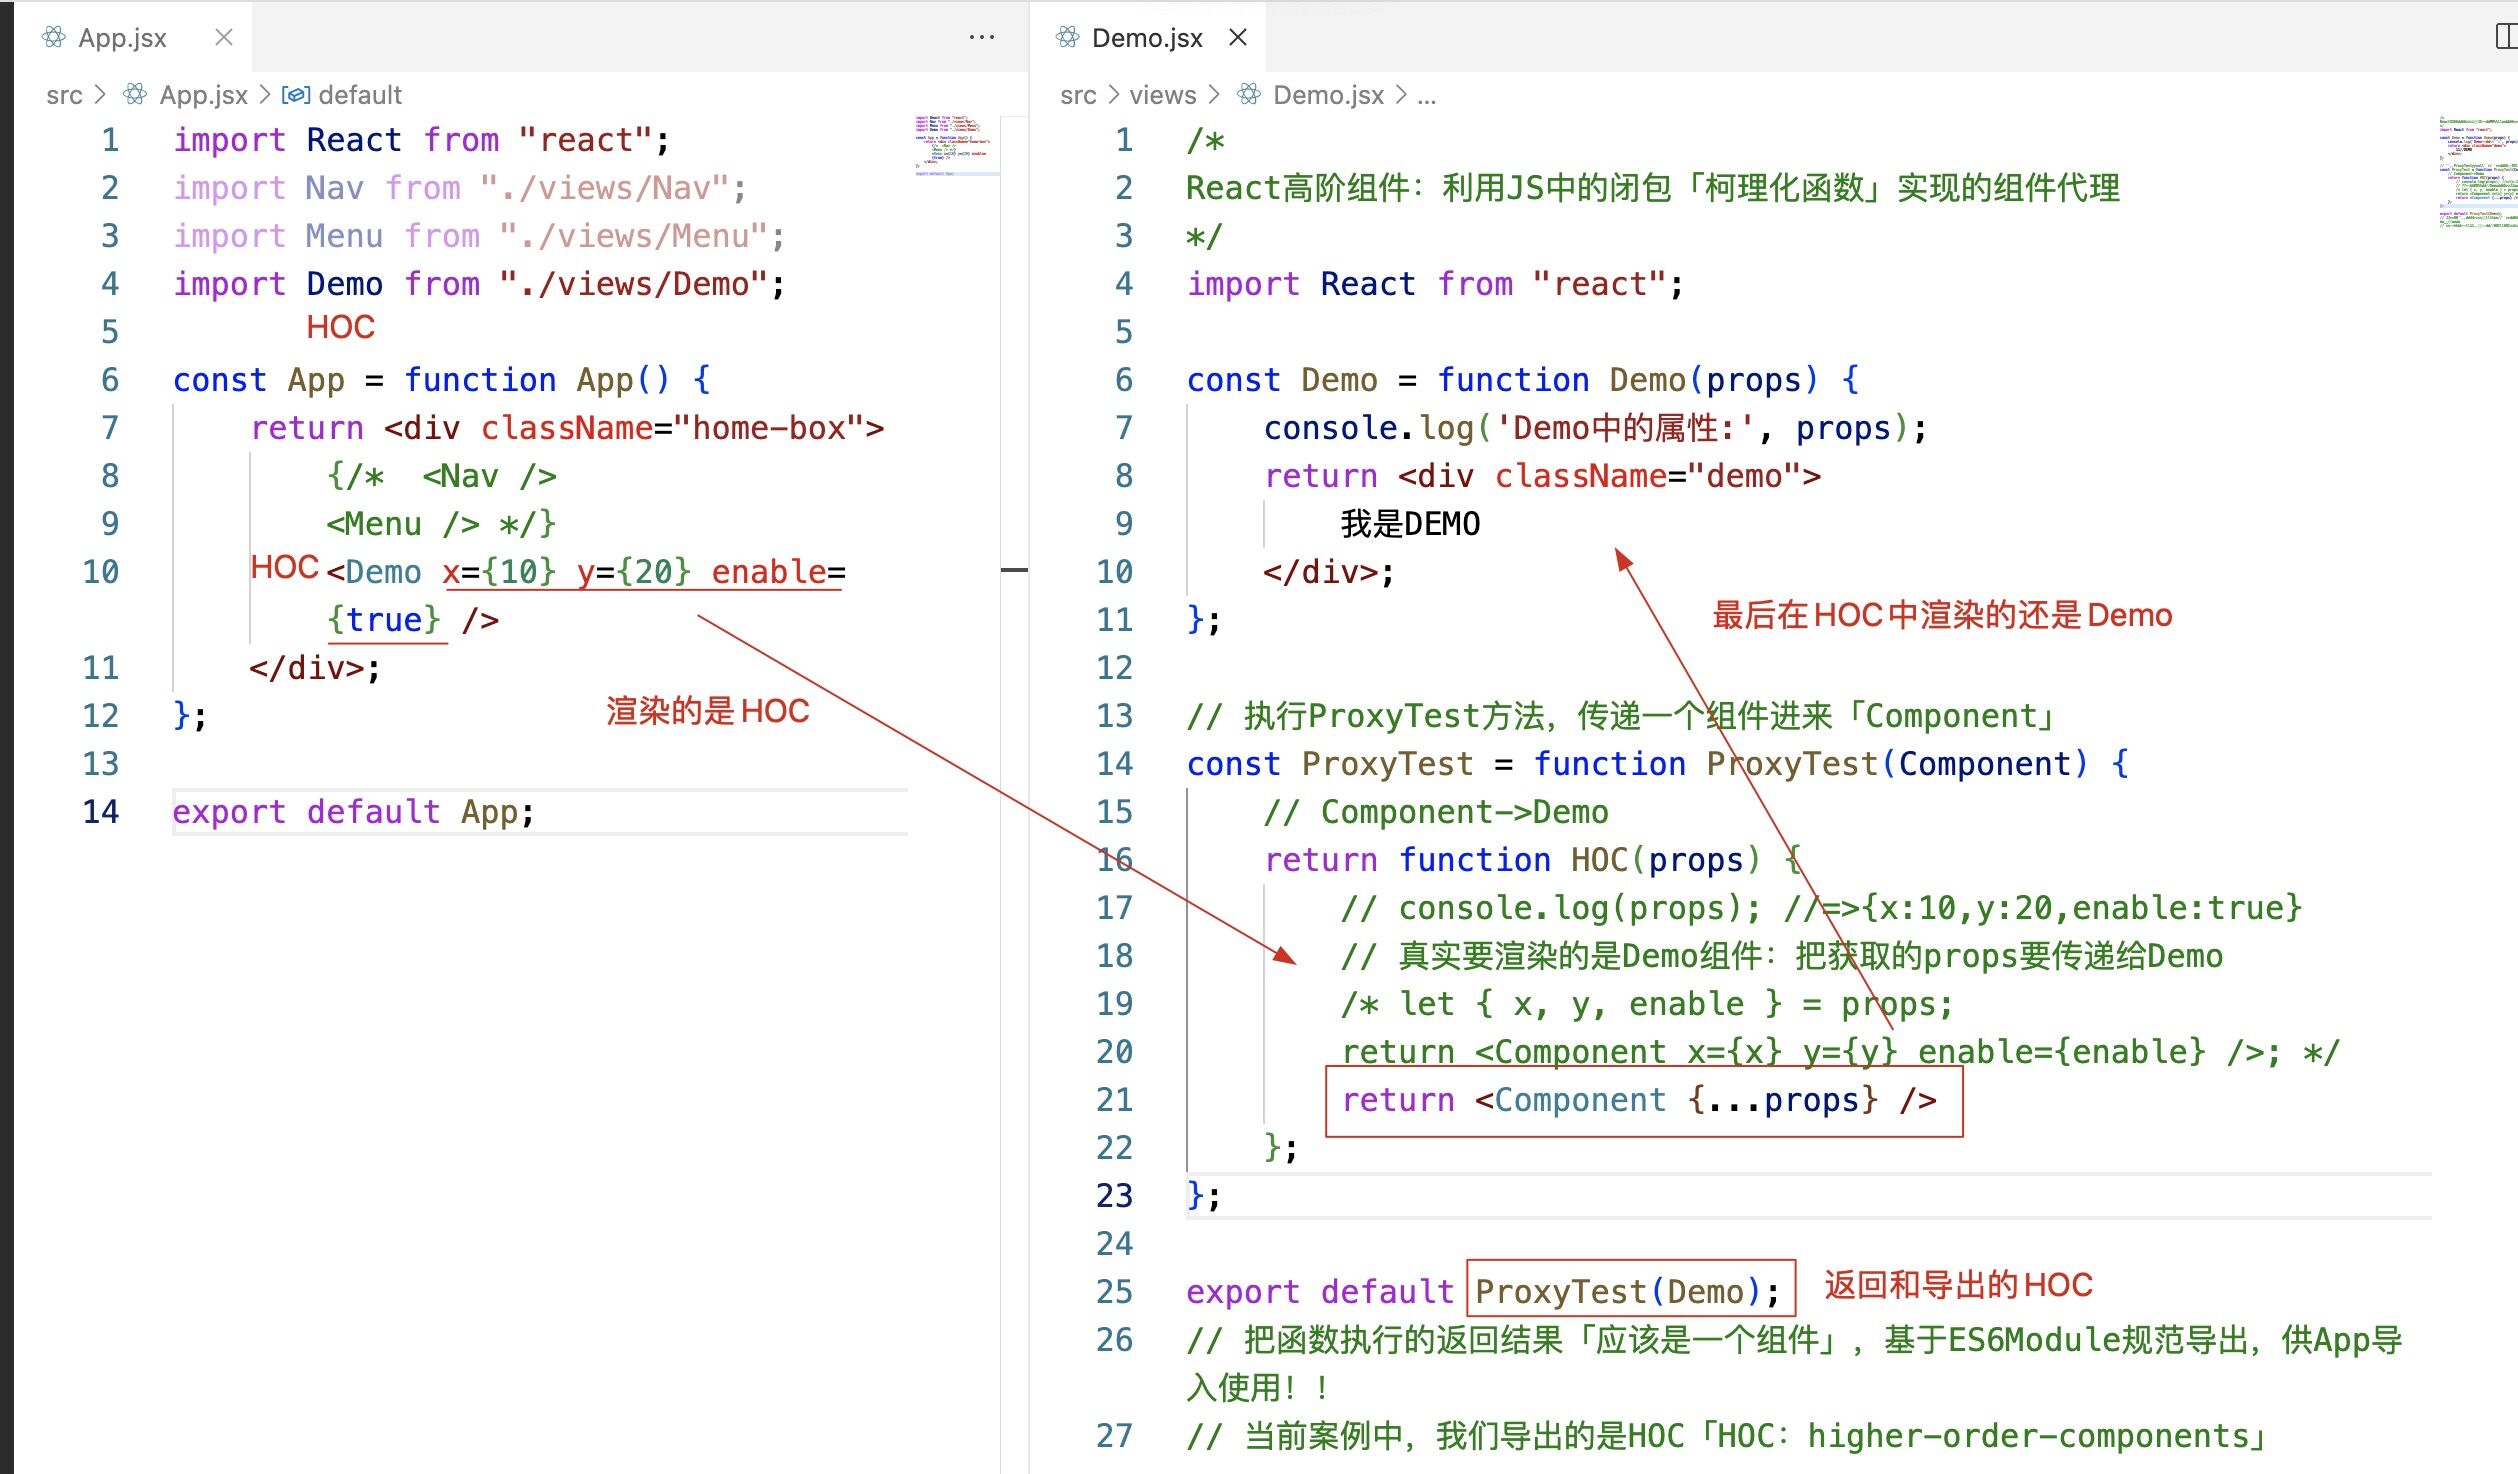 App.jsx
src > App.jsx > default
1 import React from "react";
2 import Nav from "./views/Nav";
3 import Menu from "./views/Menu";
4 import Demo from "./views/Demo";
5 HOC
6 const App = function App() {
7 return <div className="home-box">
8 {/*  <Nav />
9 <Menu /> */}
10 HOC <Demo x={10} y={20} enable=
{true} />
11 </div>;
渲染的是HOC
12 };
13
14 export default App;
Demo.jsx
src > views > Demo.jsx > ...
1 /*
2 React高阶组件：利用JS中的闭包「柯理化函数」实现的组件代理
3 */
4 import React from "react";
5
6 const Demo = function Demo(props) {
7 console.log('Demo中的属性:', props);
8 return <div className="demo">
9 我是DEMO
10 </div>;
11 };
最后在HOC中渲染的还是Demo
12
13 // 执行ProxyTest方法，传递一个组件进来「Component」
14 const ProxyTest = function ProxyTest(Component) {
15 // Component->Demo
16 return function HOC(props) {
17 // console.log(props); //=>{x:10,y:20,enable:true}
18 // 真实要渲染的是Demo组件：把获取的props要传递给Demo
19 /* let { x, y, enable } = props;
20 return <Component x={x} y={y} enable={enable} />; */
21 return <Component {...props} />
22 };
23 };
24
25 export default ProxyTest(Demo); 返回和导出的HOC
26 // 把函数执行的返回结果「应该是一个组件」，基于ES6Module规范导出，供App导
入使用！！
27 // 当前案例中，我们导出的是HOC「HOC：higher-order-components」